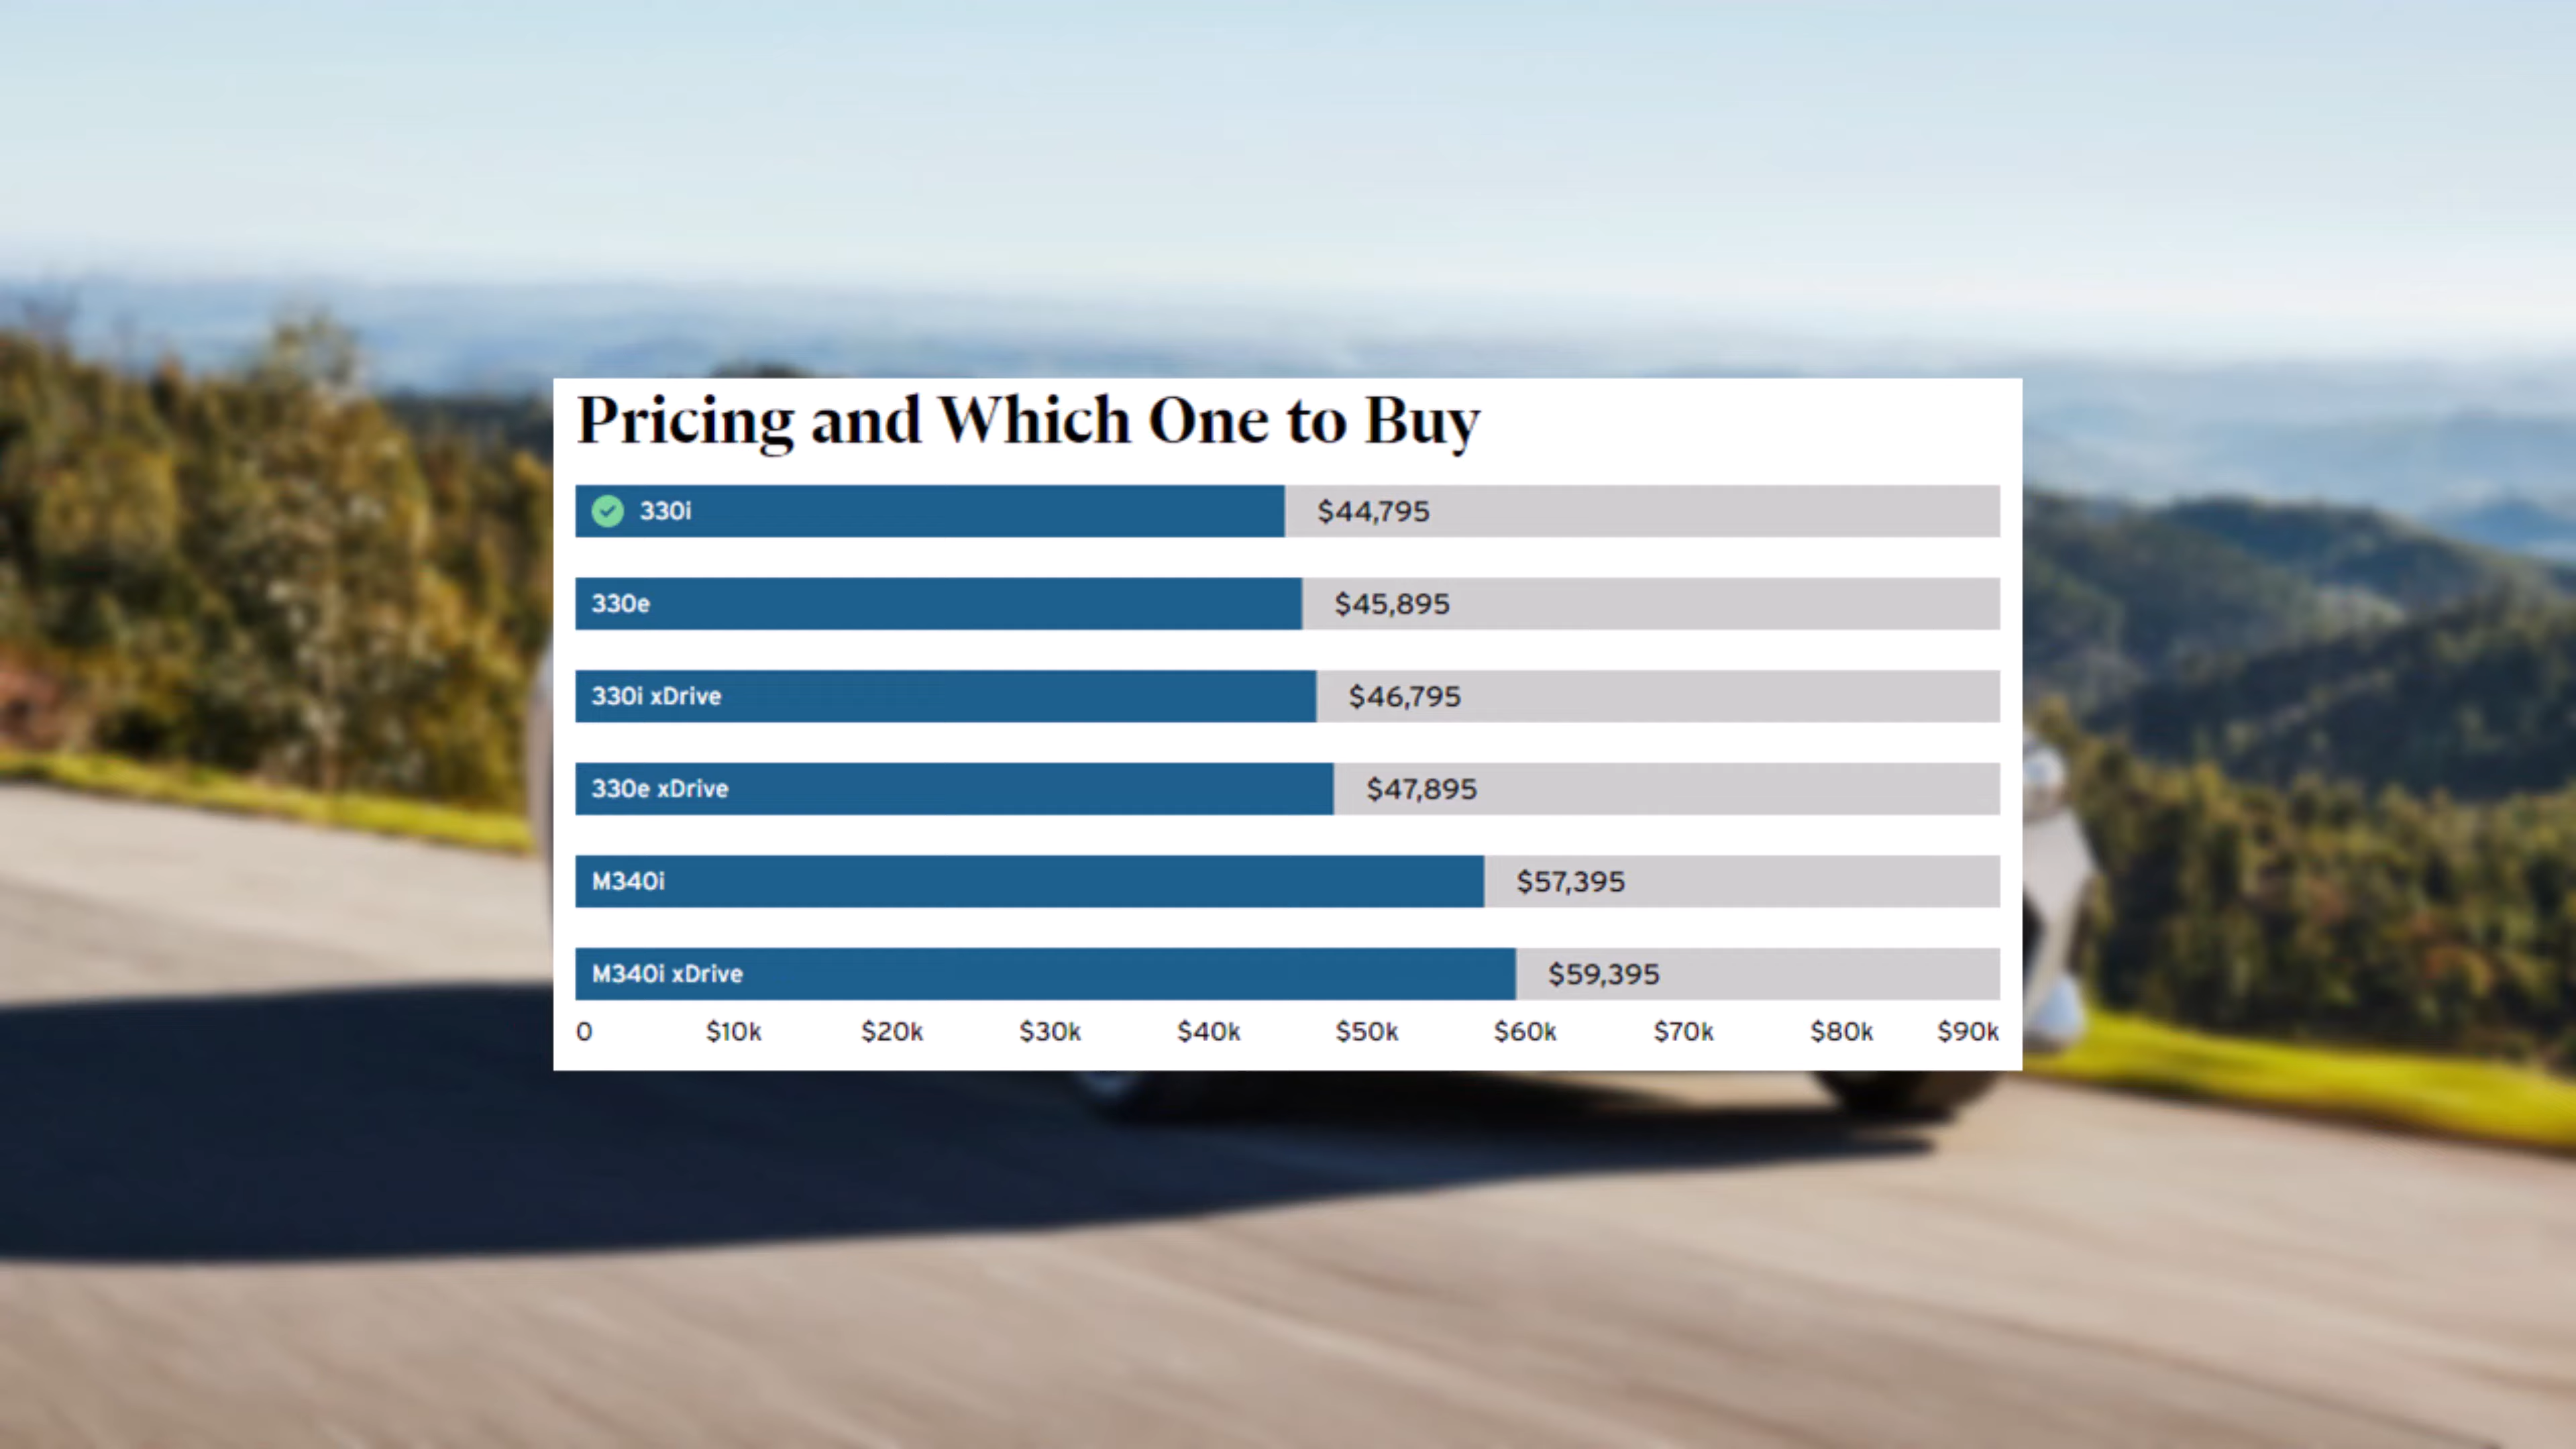 Pricing and Which One to Buy
330i $44,795
330e $45,895
330i xDrive $46,795
330e xDrive $47,895
M340i $57,395
M340i xDrive $59,395
0 $10k $20k $30k $40k $50k $60k $70k $80k $90k